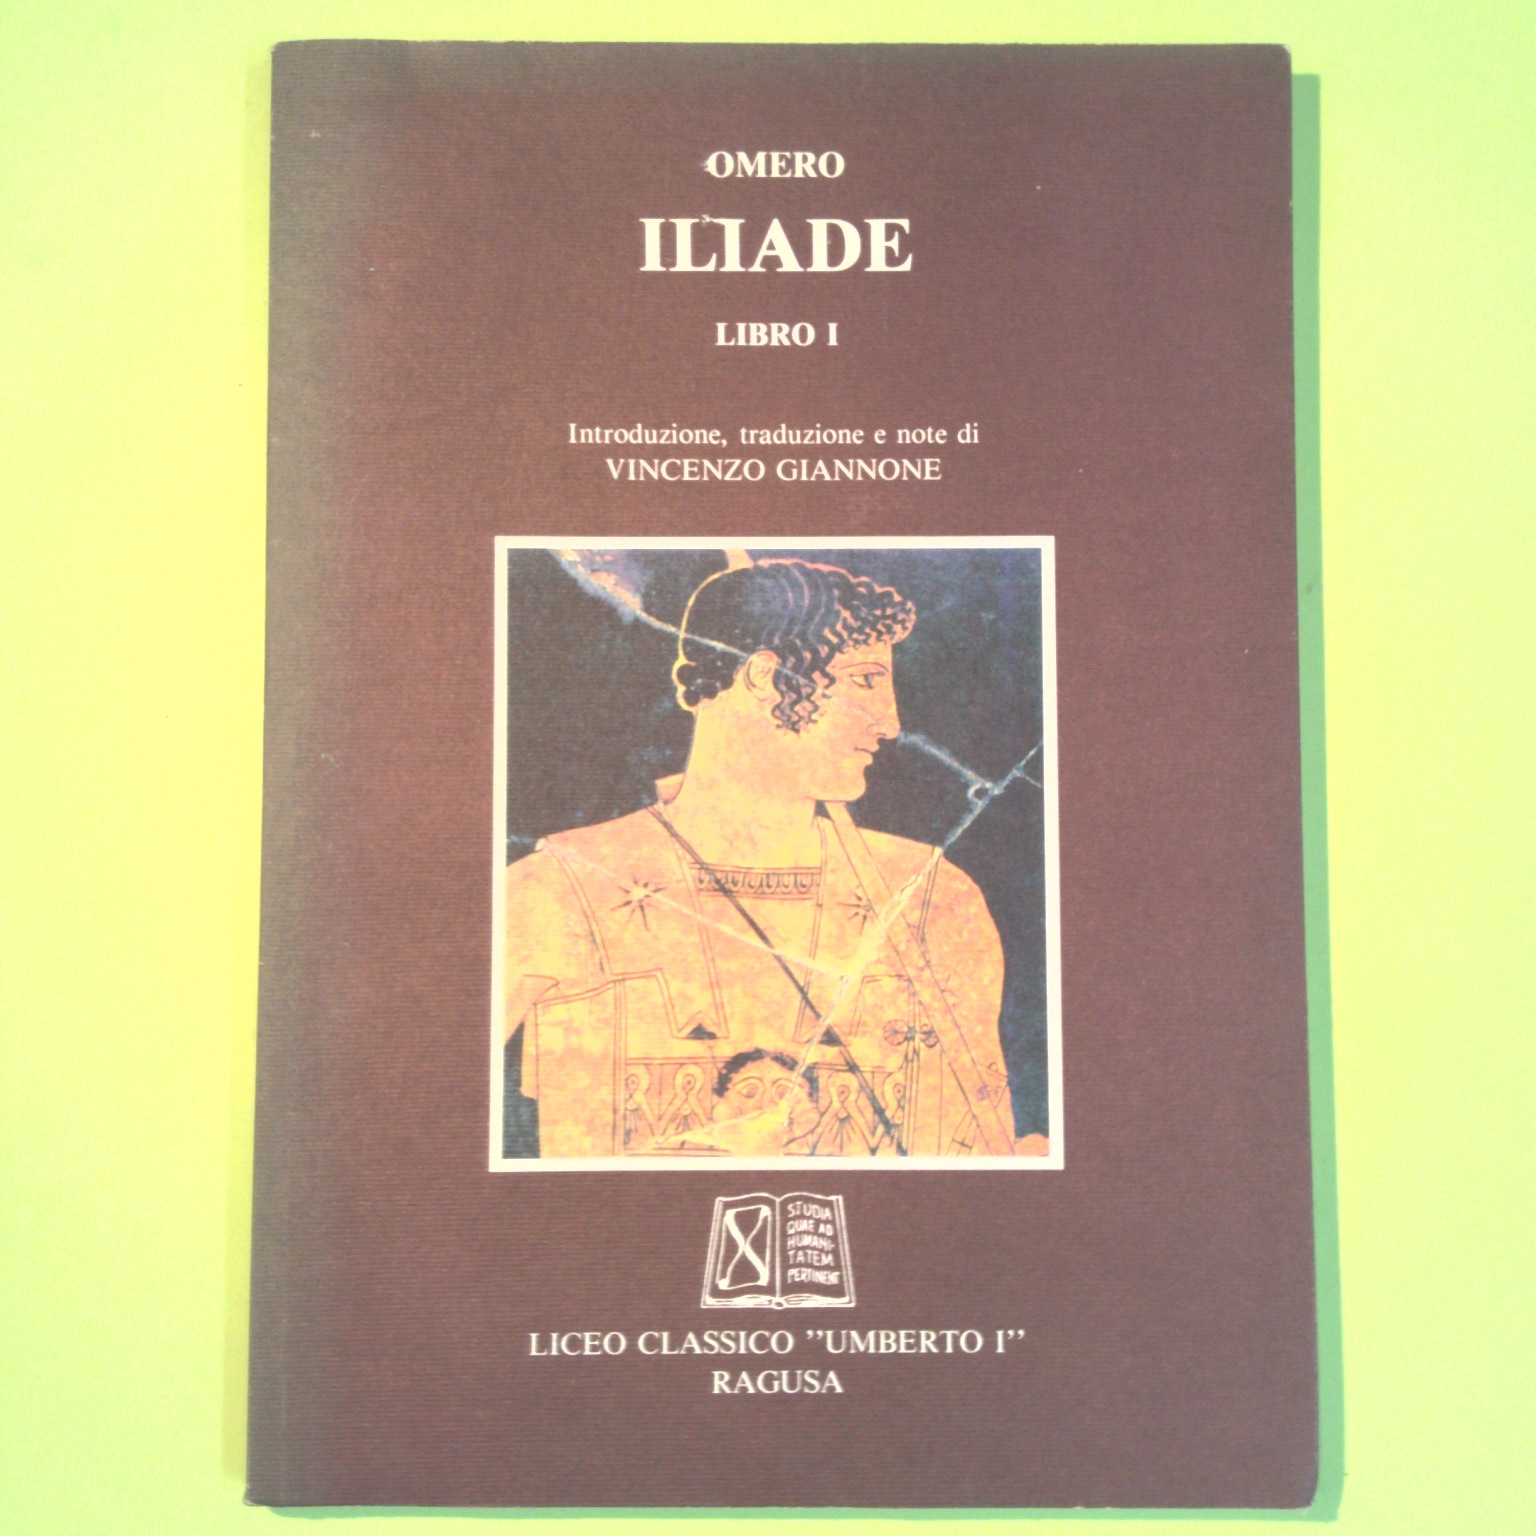 OMERO
ILIADE
LIBRO I
Introduzione, traduzione e note di
VINCENZO GIANNONE
STUDIA
QUAE AD
HUMANI-
TATEM
PERTINENT
LICEO CLASSICO "UMBERTO I"
RAGUSA